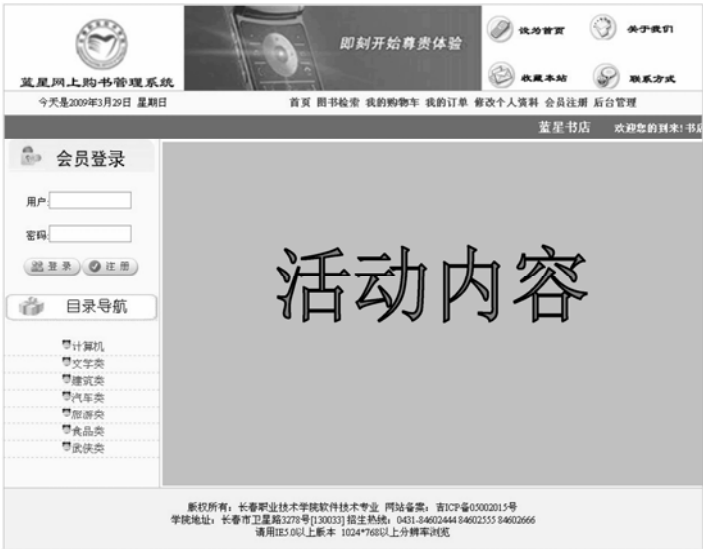 即刻开始尊贵体验
设为首页
关于我们
蓝星网上购书管理系统
收藏本站
联系方式
今天是2009年3月29日 星期日
首页 图书检索 我的购物车 我的订单 修改个人资料 会员注册 后台管理
蓝星书店 欢迎您的到来! 书店
会员登录
用户:
密码:
登录 注册
活动内容
目录导航
计算机
文学类
建筑类
汽车类
旅游类
食品类
武侠类
版权所有：长春职业技术学院软件技术专业 网站备案：吉ICP备05002015号
学院地址：长春市卫星路3278号[130033] 招生热线：0431-84602444 84602555 84602666
请用IE5.0以上版本 1024*768以上分辨率浏览